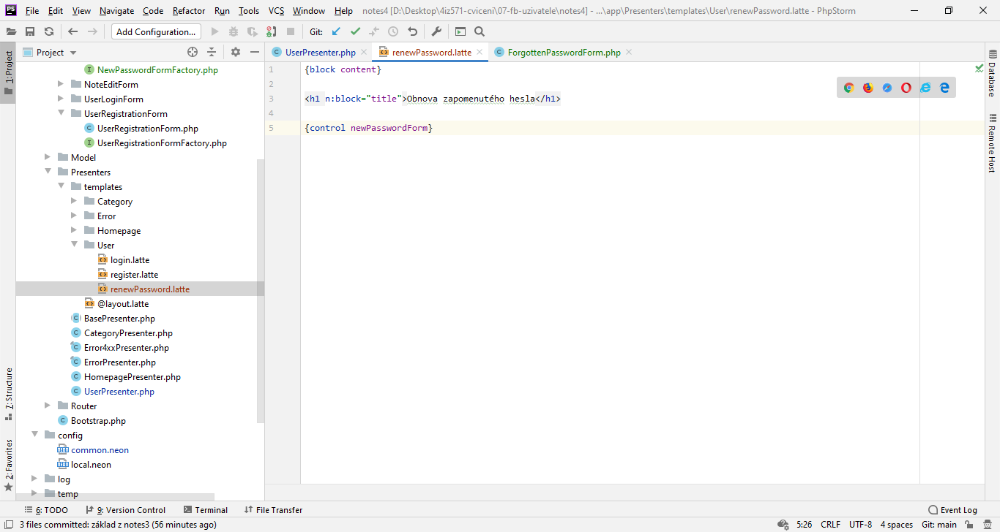 PS File Edit View Navigate Code Refactor Run Tools VCS Window Help notes4 [D:\Desktop\4iz571-cviceni\07-fb-uzivatele\notes4] - ...\app\Presenters\templates\User\renewPassword.latte - PhpStorm
Add Configuration... Git:
Project UserPresenter.php renewPassword.latte ForgottenPasswordForm.php
1: Project
7: Structure
2: Favorites
NewPasswordFormFactory.php
NoteEditForm
UserLoginForm
UserRegistrationForm
UserRegistrationForm.php
UserRegistrationFormFactory.php
Model
Presenters
templates
Category
Error
Homepage
User
login.latte
register.latte
renewPassword.latte
@layout.latte
BasePresenter.php
CategoryPresenter.php
Error4xxPresenter.php
ErrorPresenter.php
HomepagePresenter.php
UserPresenter.php
Router
Bootstrap.php
config
common.neon
local.neon
log
temp
1 {block content}
2
3 <h1 n:block="title">Obnova zapomenutého hesla</h1>
4
5 {control newPasswordForm}
Database
Remote Host
6: TODO 9: Version Control Terminal File Transfer Event Log
3 files committed: základ z notes3 (56 minutes ago) 5:26 CRLF UTF-8 4 spaces Git: main